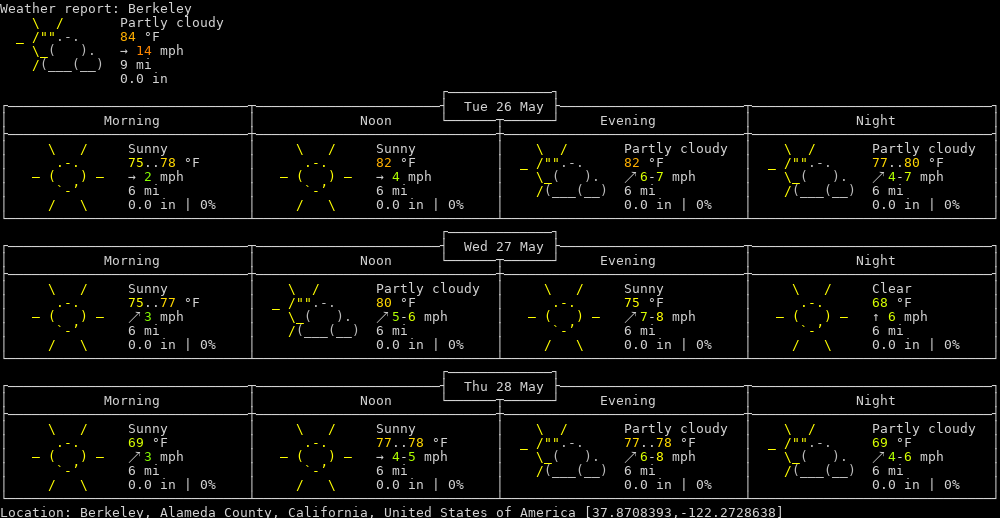 Weather report: Berkeley
Partly cloudy
84 °F
→ 14 mph
9 mi
0.0 in
Tue 26 May
Morning Noon Evening Night
Sunny Sunny Partly cloudy Partly cloudy
75..78 °F 82 °F 82 °F 77..80 °F
→ 2 mph → 4 mph ↗ 6-7 mph ↗ 4-7 mph
6 mi 6 mi 6 mi 6 mi
0.0 in | 0% 0.0 in | 0% 0.0 in | 0% 0.0 in | 0%
Wed 27 May
Morning Noon Evening Night
Sunny Partly cloudy Sunny Clear
75..77 °F 80 °F 75 °F 68 °F
↗ 3 mph ↗ 5-6 mph ↗ 7-8 mph ↑ 6 mph
6 mi 6 mi 6 mi 6 mi
0.0 in | 0% 0.0 in | 0% 0.0 in | 0% 0.0 in | 0%
Thu 28 May
Morning Noon Evening Night
Sunny Sunny Partly cloudy Partly cloudy
69 °F 77..78 °F 77..78 °F 69 °F
↗ 3 mph → 4-5 mph ↗ 6-8 mph ↗ 4-6 mph
6 mi 6 mi 6 mi 6 mi
0.0 in | 0% 0.0 in | 0% 0.0 in | 0% 0.0 in | 0%
Location: Berkeley, Alameda County, California, United States of America [37.8708393,-122.2728638]